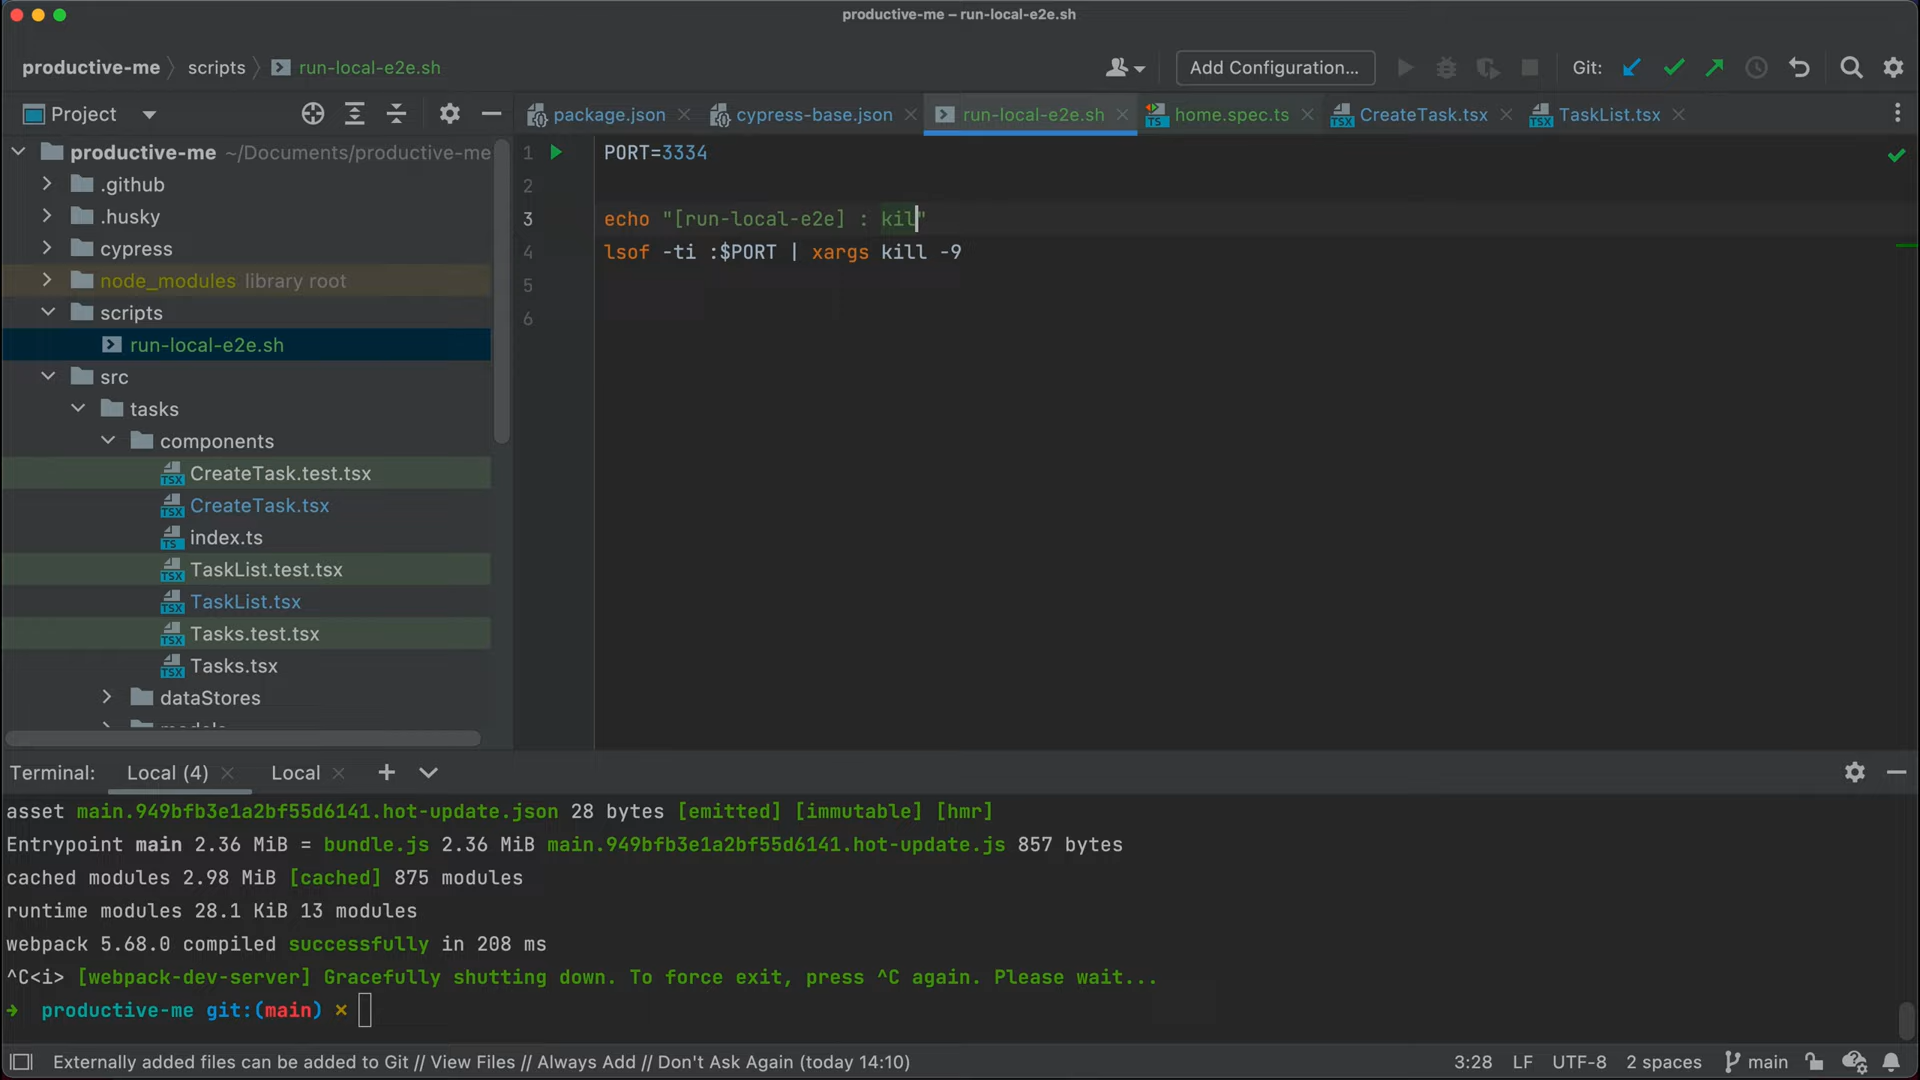 productive-me – run-local-e2e.sh
productive-me scripts run-local-e2e.sh
Add Configuration...
Git:
Project
package.json
cypress-base.json
run-local-e2e.sh
home.spec.ts
CreateTask.tsx
TaskList.tsx
productive-me ~/Documents/productive-me
.github
.husky
cypress
node_modules library root
scripts
run-local-e2e.sh
src
tasks
components
CreateTask.test.tsx
CreateTask.tsx
index.ts
TaskList.test.tsx
TaskList.tsx
Tasks.test.tsx
Tasks.tsx
dataStores
models
1 PORT=3334
2
3 echo "[run-local-e2e] : kil"
4 lsof -ti :$PORT | xargs kill -9
5
6
Terminal: Local (4) Local
asset main.949bfb3e1a2bf55d6141.hot-update.json 28 bytes [emitted] [immutable] [hmr]
Entrypoint main 2.36 MiB = bundle.js 2.36 MiB main.949bfb3e1a2bf55d6141.hot-update.js 857 bytes
cached modules 2.98 MiB [cached] 875 modules
runtime modules 28.1 KiB 13 modules
webpack 5.68.0 compiled successfully in 208 ms
^C<i> [webpack-dev-server] Gracefully shutting down. To force exit, press ^C again. Please wait...
➜ productive-me git:(main) ✗
Externally added files can be added to Git // View Files // Always Add // Don't Ask Again (today 14:10)
3:28 LF UTF-8 2 spaces main